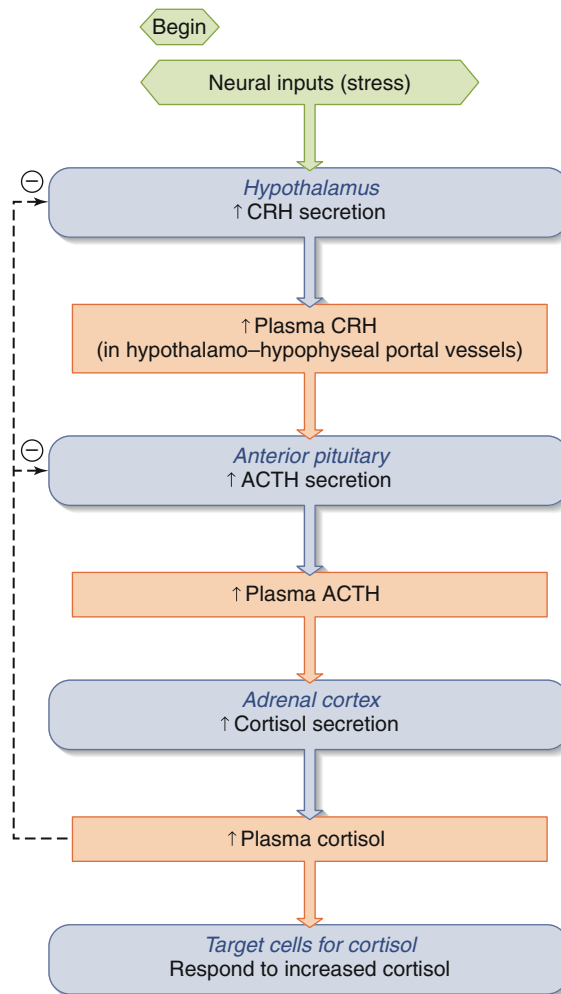 Begin
Neural inputs (stress)
−
Hypothalamus
↑ CRH secretion
↑ Plasma CRH
(in hypothalamo–hypophyseal portal vessels)
−
Anterior pituitary
↑ ACTH secretion
↑ Plasma ACTH
Adrenal cortex
↑ Cortisol secretion
↑ Plasma cortisol
Target cells for cortisol
Respond to increased cortisol